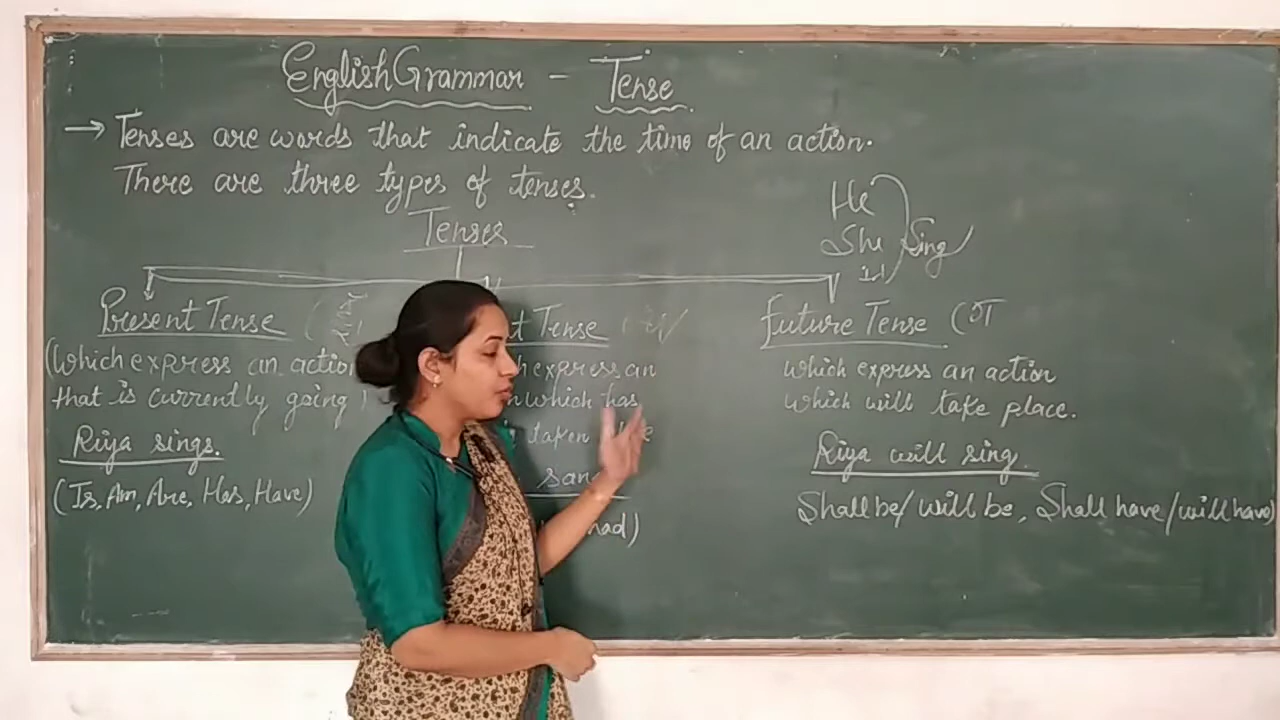 English Grammar - Tense
→ Tenses are words that indicate the time of an action.
There are three types of tenses.
Tenses
He
She
It
Sing
Present Tense
(Which express an action
that is currently going
Riya sings.
(Is, Am, Are, Has, Have)
Tense
express an
which has
taken
sang
had)
Future Tense
which express an action
which will take place.
Riya will sing.
Shall be/ will be, Shall have/will have)